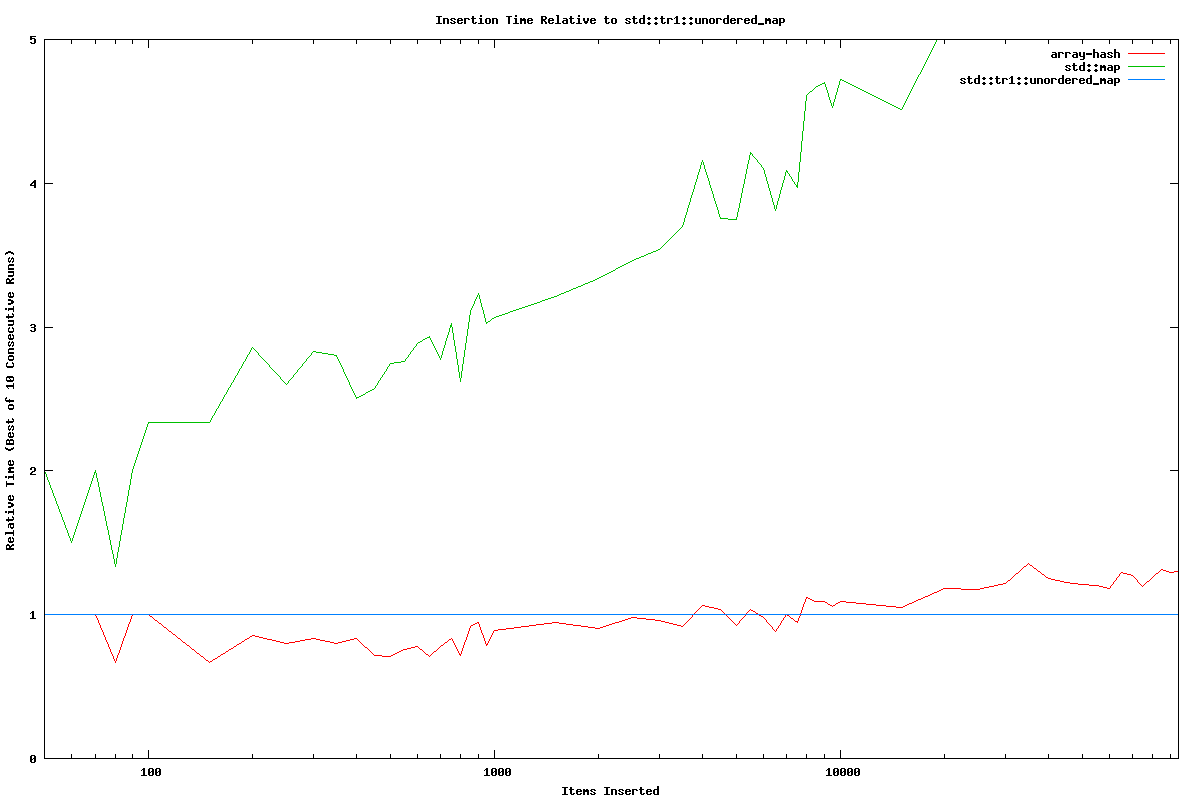 Insertion Time Relative to std::tr1::unordered_map
5
array-hash
std::map
std::tr1::unordered_map
4
3
2
1
0
Relative Time (Best of 10 Consecutive Runs)
100
1000
10000
Items Inserted